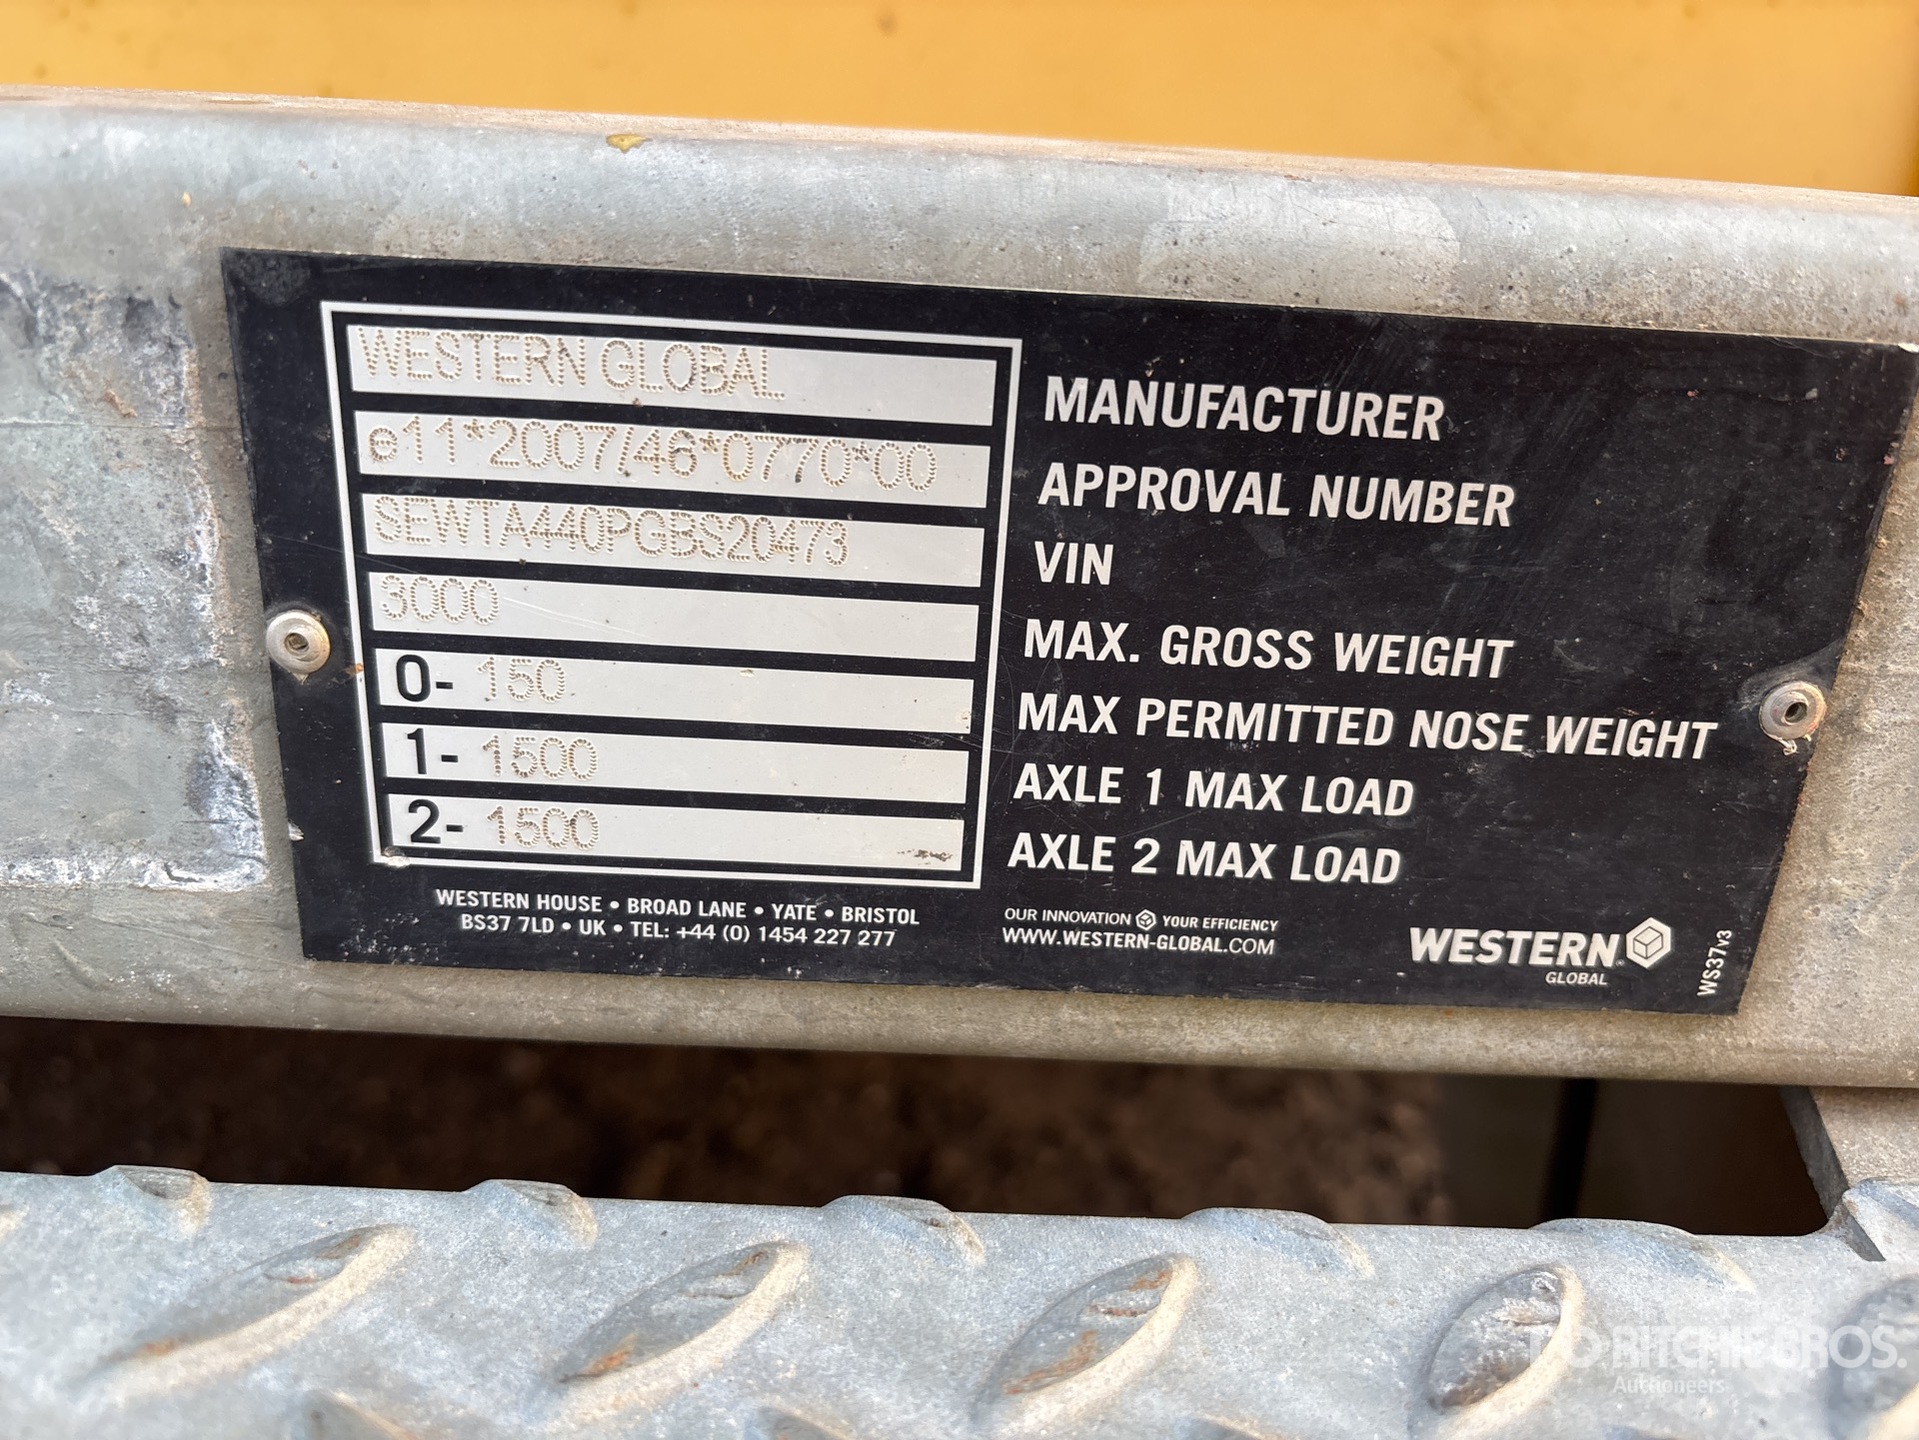 WESTERN GLOBAL MANUFACTURER
e11*2007/46*0770*00 APPROVAL NUMBER
SEWTA440PGBS20473 VIN
3000 MAX. GROSS WEIGHT
0- 150 MAX PERMITTED NOSE WEIGHT
1- 1500 AXLE 1 MAX LOAD
2- 1500 AXLE 2 MAX LOAD
WESTERN HOUSE • BROAD LANE • YATE • BRISTOL
BS37 7LD • UK • TEL: +44 (0) 1454 227 277
OUR INNOVATION YOUR EFFICIENCY
WWW.WESTERN-GLOBAL.COM
WESTERN
GLOBAL
WS37v3
RITCHIE BROS.
Auctioneers